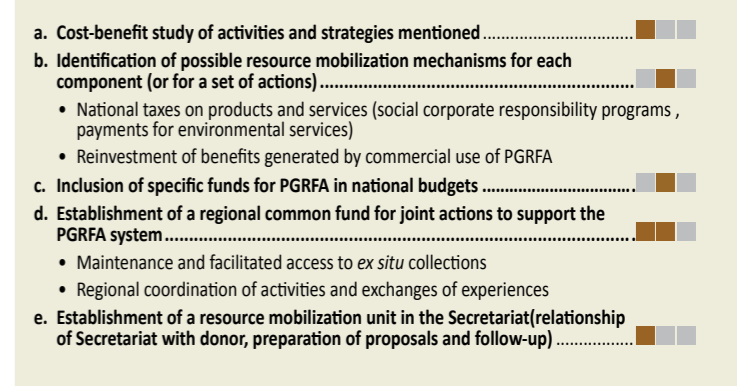 a. Cost-benefit study of activities and strategies mentioned..................................
b. Identification of possible resource mobilization mechanisms for each
component (or for a set of actions)......................................................................
• National taxes on products and services (social corporate responsibility programs ,
payments for environmental services)
• Reinvestment of benefits generated by commercial use of PGRFA
c. Inclusion of specific funds for PGRFA in national budgets ..................................
d. Establishment of a regional common fund for joint actions to support the
PGRFA system..........................................................................................................
• Maintenance and facilitated access to ex situ collections
• Regional coordination of activities and exchanges of experiences
e. Establishment of a resource mobilization unit in the Secretariat(relationship
of Secretariat with donor, preparation of proposals and follow-up) .................